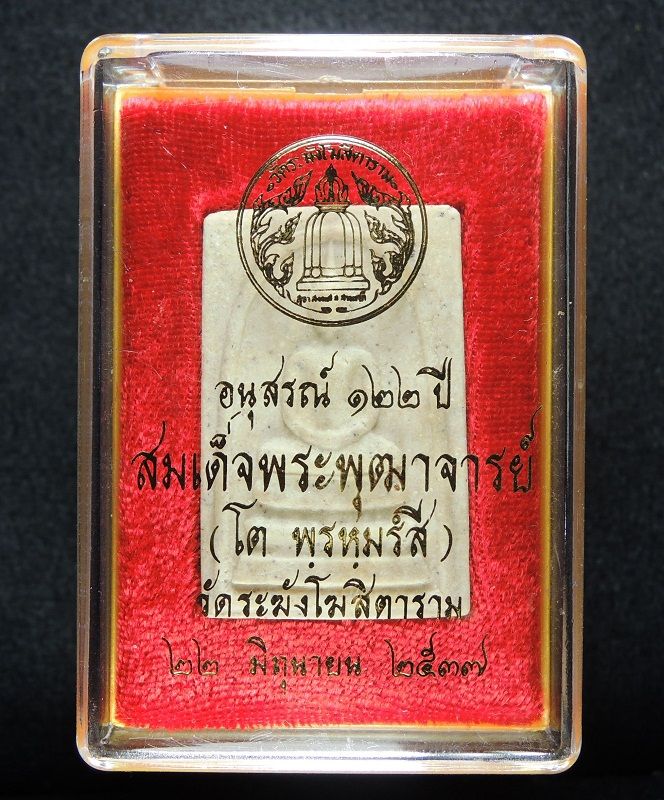 วัดระฆังโฆสิตาราม
อนุสรณ์ ๑๒๒ ปี
สมเด็จพระพุฒาจารย์
(โต พฺรหฺมรํสี)
วัดระฆังโฆสิตาราม
๒๒ มิถุนายน ๒๕๓๗